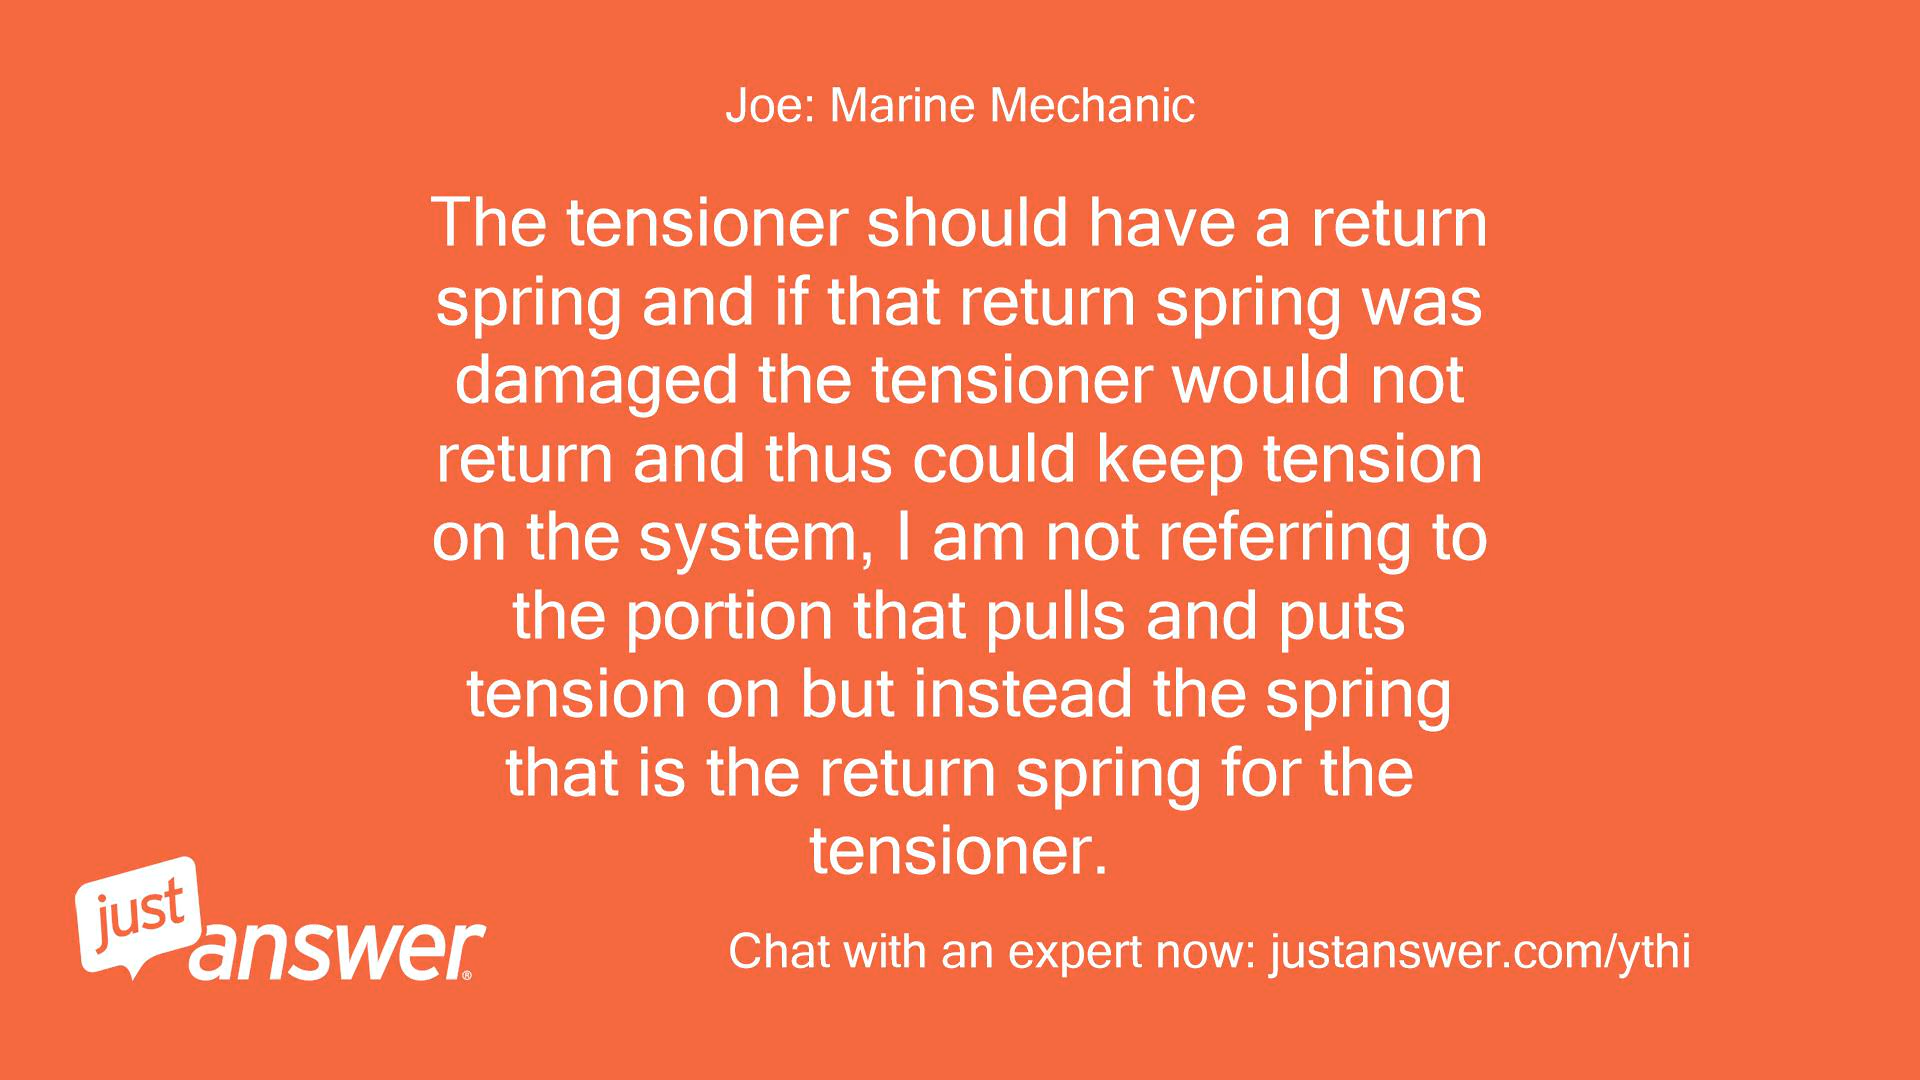 Joe: Marine Mechanic
The tensioner should have a return
spring and if that return spring was
damaged the tensioner would not
return and thus could keep tension
on the system, I am not referring to
the portion that pulls and puts
tension on but instead the spring
that is the return spring for the
tensioner.
just
answer®
Chat with an expert now: justanswer.com/ythi